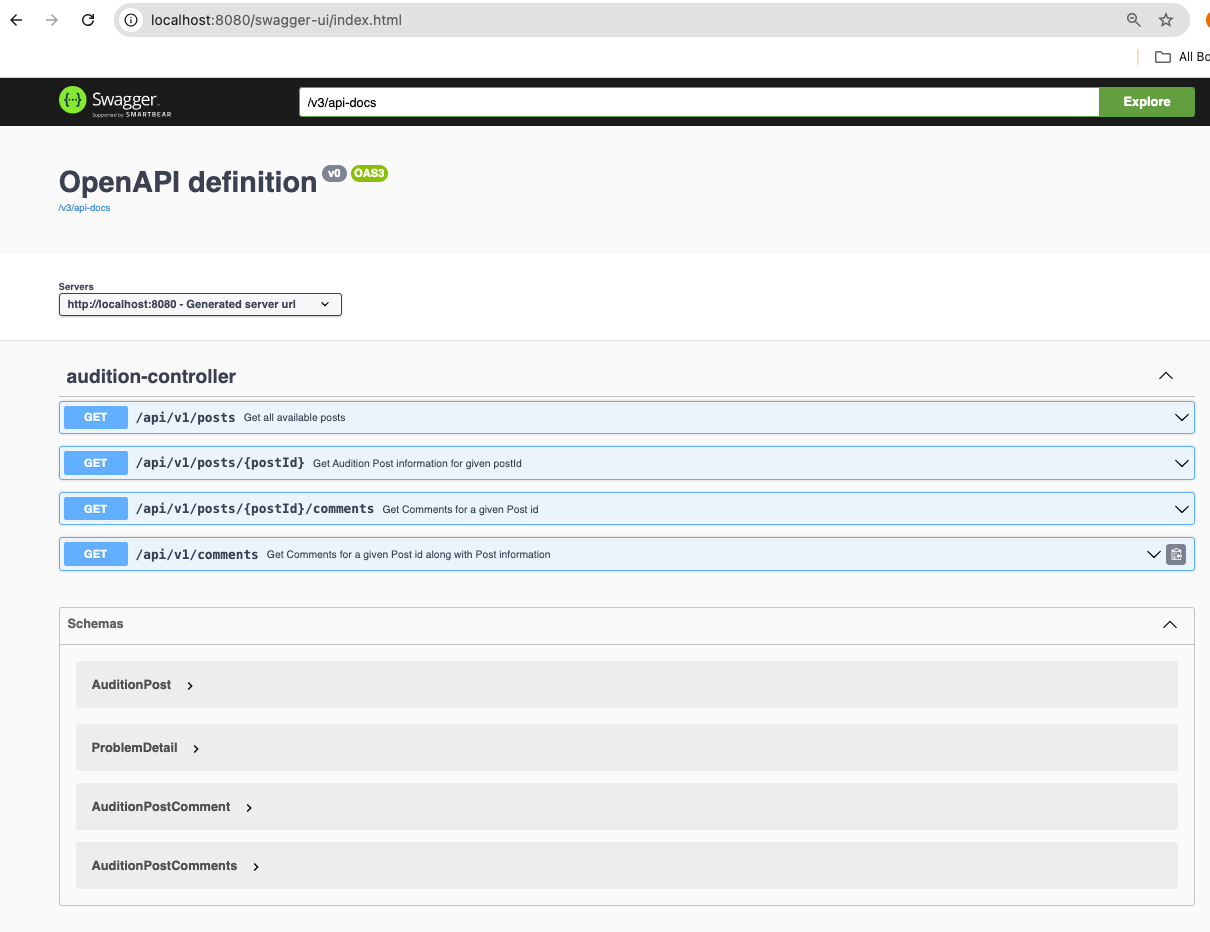 localhost:8080/swagger-ui/index.html
All Bo
Swagger
Supported by SMARTBEAR
/v3/api-docs
Explore
OpenAPI definition v0 OAS3
/v3/api-docs
Servers
http://localhost:8080 - Generated server url
audition-controller
GET /api/v1/posts Get all available posts
GET /api/v1/posts/{postId} Get Audition Post information for given postId
GET /api/v1/posts/{postId}/comments Get Comments for a given Post id
GET /api/v1/comments Get Comments for a given Post id along with Post information
Schemas
AuditionPost
ProblemDetail
AuditionPostComment
AuditionPostComments